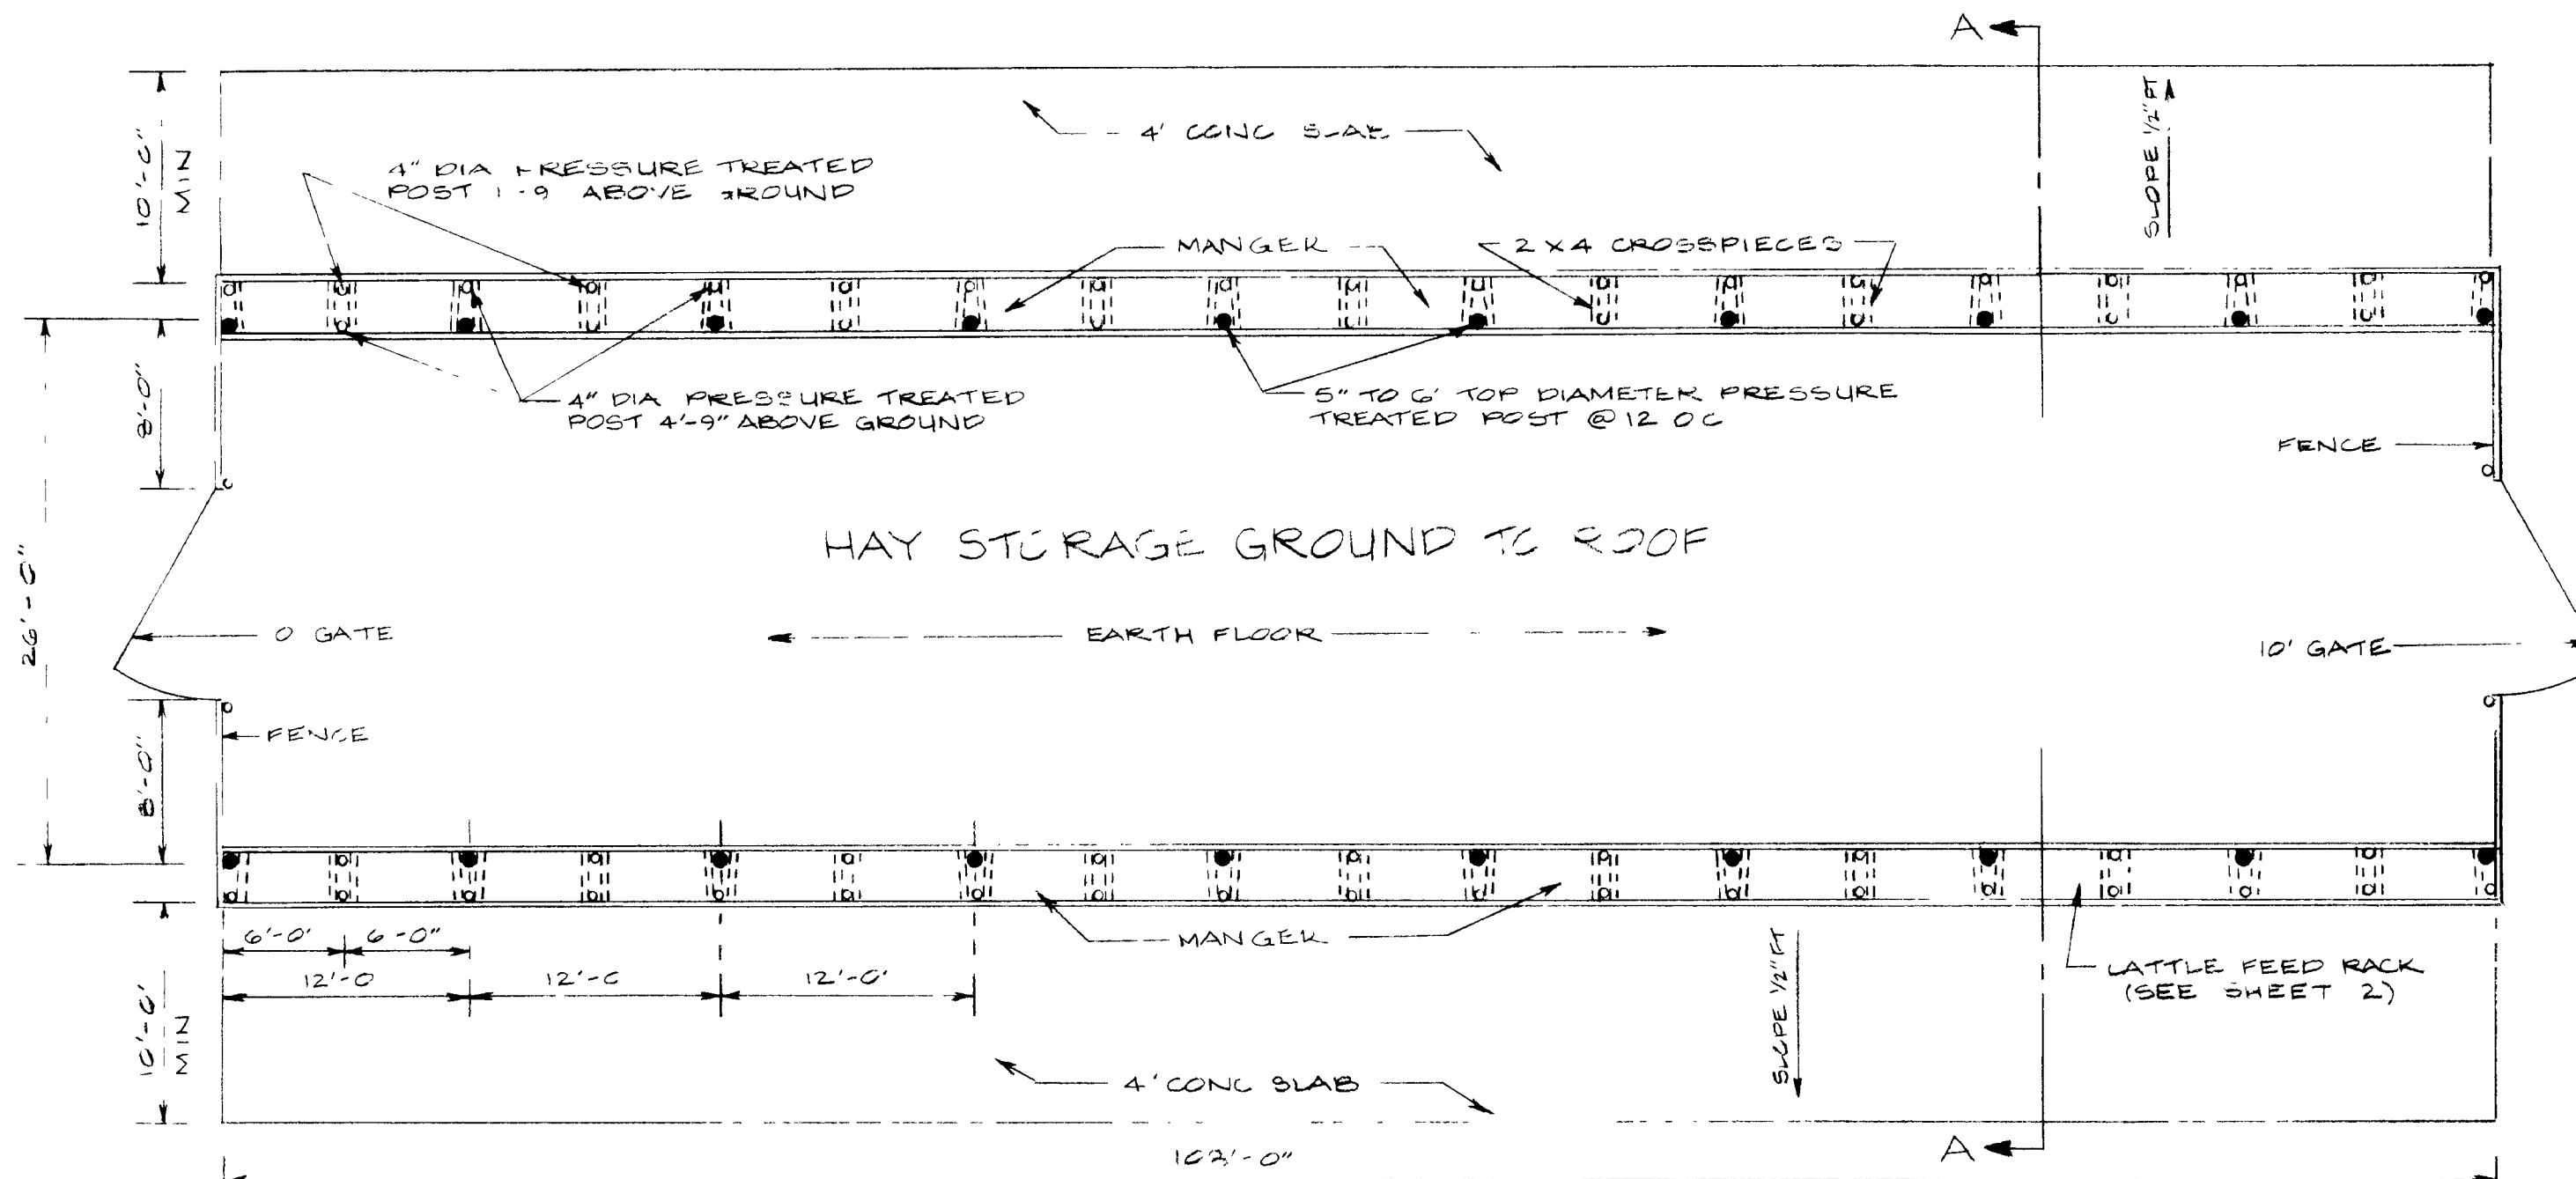 A
10'-0"
MIN
4' CONC SLAB
SLOPE 1/2" FT
4" DIA PRESSURE TREATED
POST 1-9 ABOVE GROUND
MANGER
2 X 4 CROSSPIECES
8'-0"
4" DIA PRESSURE TREATED
POST 4'-9" ABOVE GROUND
5" TO 6' TOP DIAMETER PRESSURE
TREATED POST @ 12 OC
FENCE
26'-0"
HAY STORAGE GROUND TO ROOF
0 GATE
EARTH FLOOR
10' GATE
FENCE
8'-0"
6'-0'
6-0"
MANGER
12'-0
12'-0
12'-0'
CATTLE FEED RACK
(SEE SHEET 2)
10'-0'
MIN
SLOPE 1/2" FT
4' CONC SLAB
A